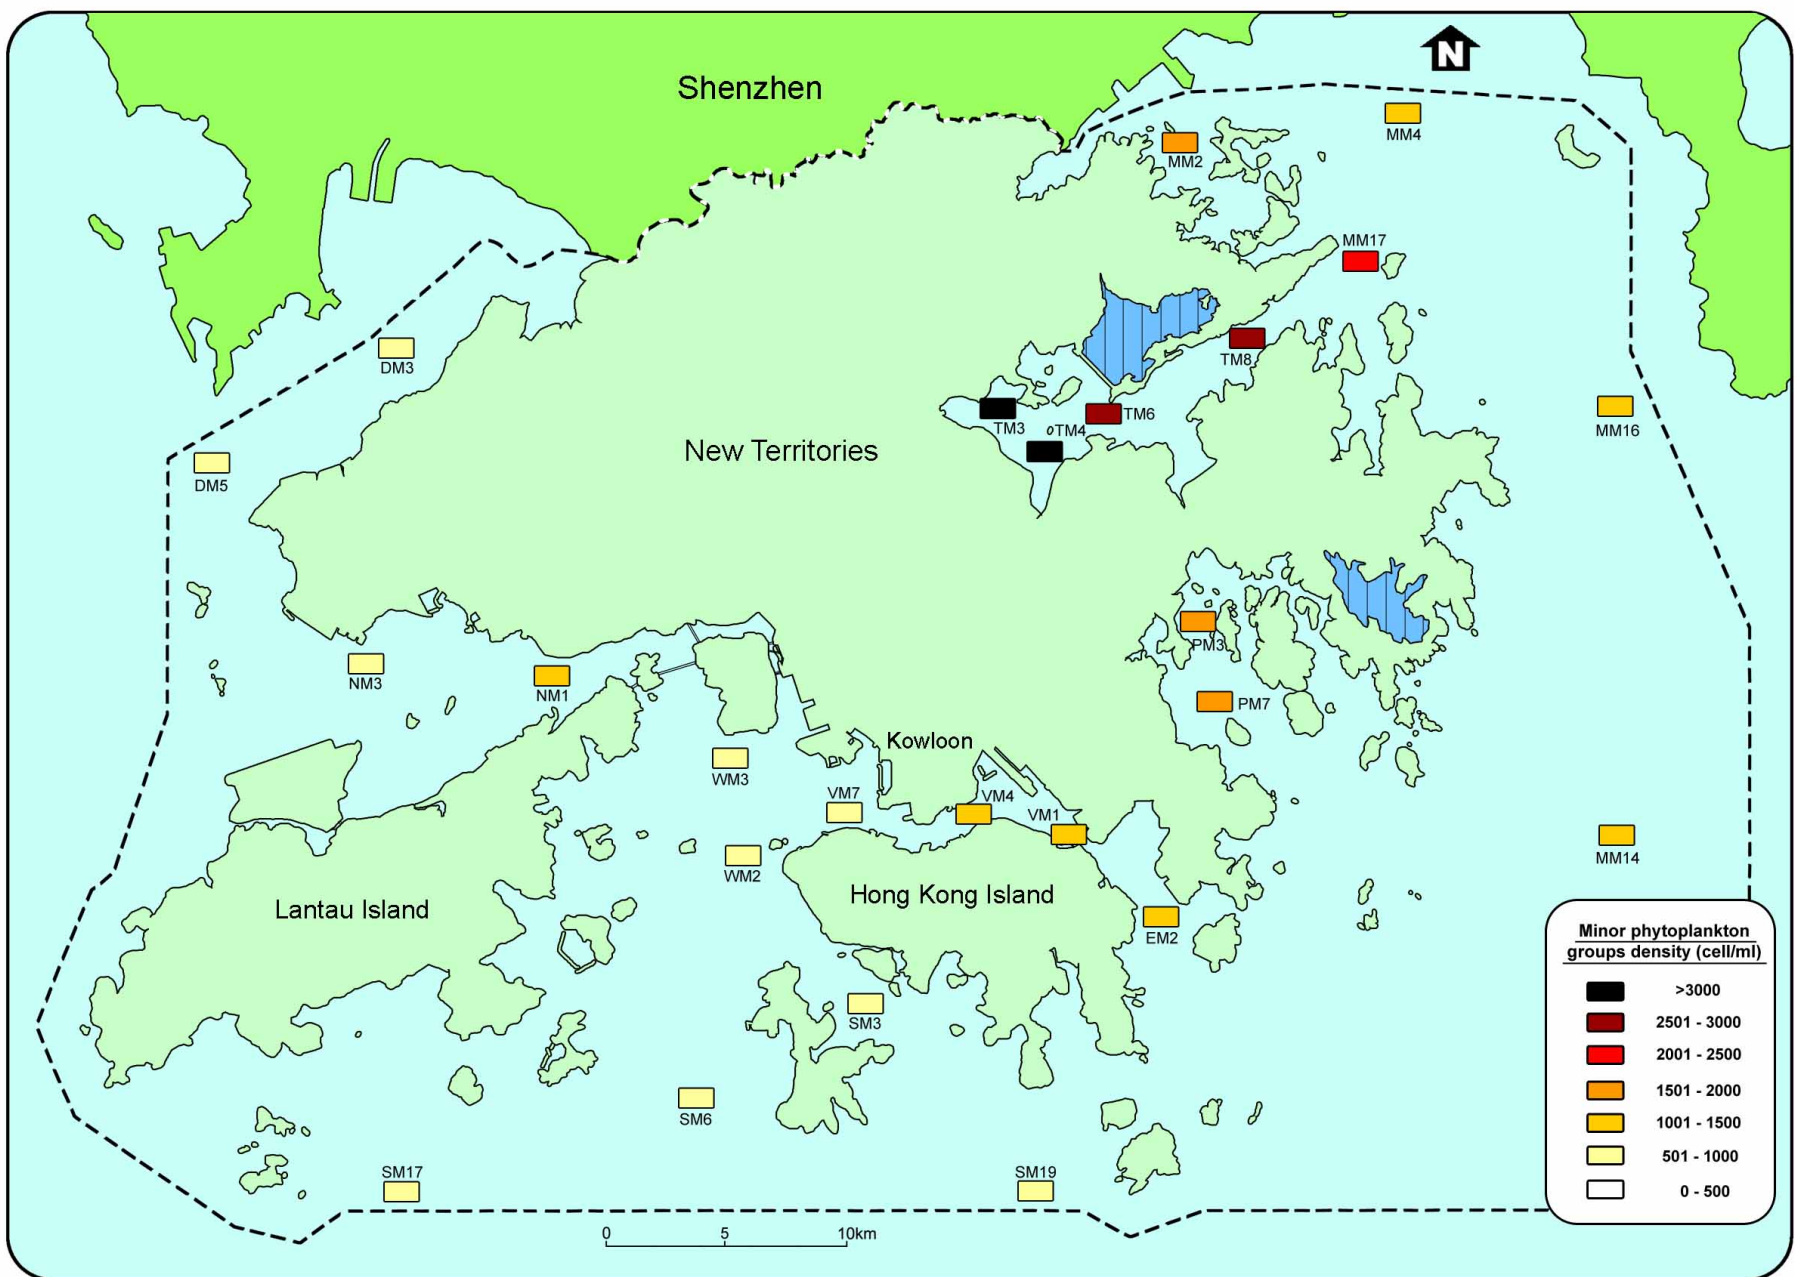 N
Shenzhen
MM4
MM2
MM17
DM3
TM8
TM3
TM4
TM6
MM16
New Territories
DM5
PM3
NM3
NM1
PM7
Kowloon
WM3
VM7
VM4
VM1
MM14
WM2
Lantau Island
Hong Kong Island
EM2
SM3
SM6
SM17
SM19
0 5 10km
Minor phytoplankton
groups density (cell/ml)
>3000
2501 - 3000
2001 - 2500
1501 - 2000
1001 - 1500
501 - 1000
0 - 500